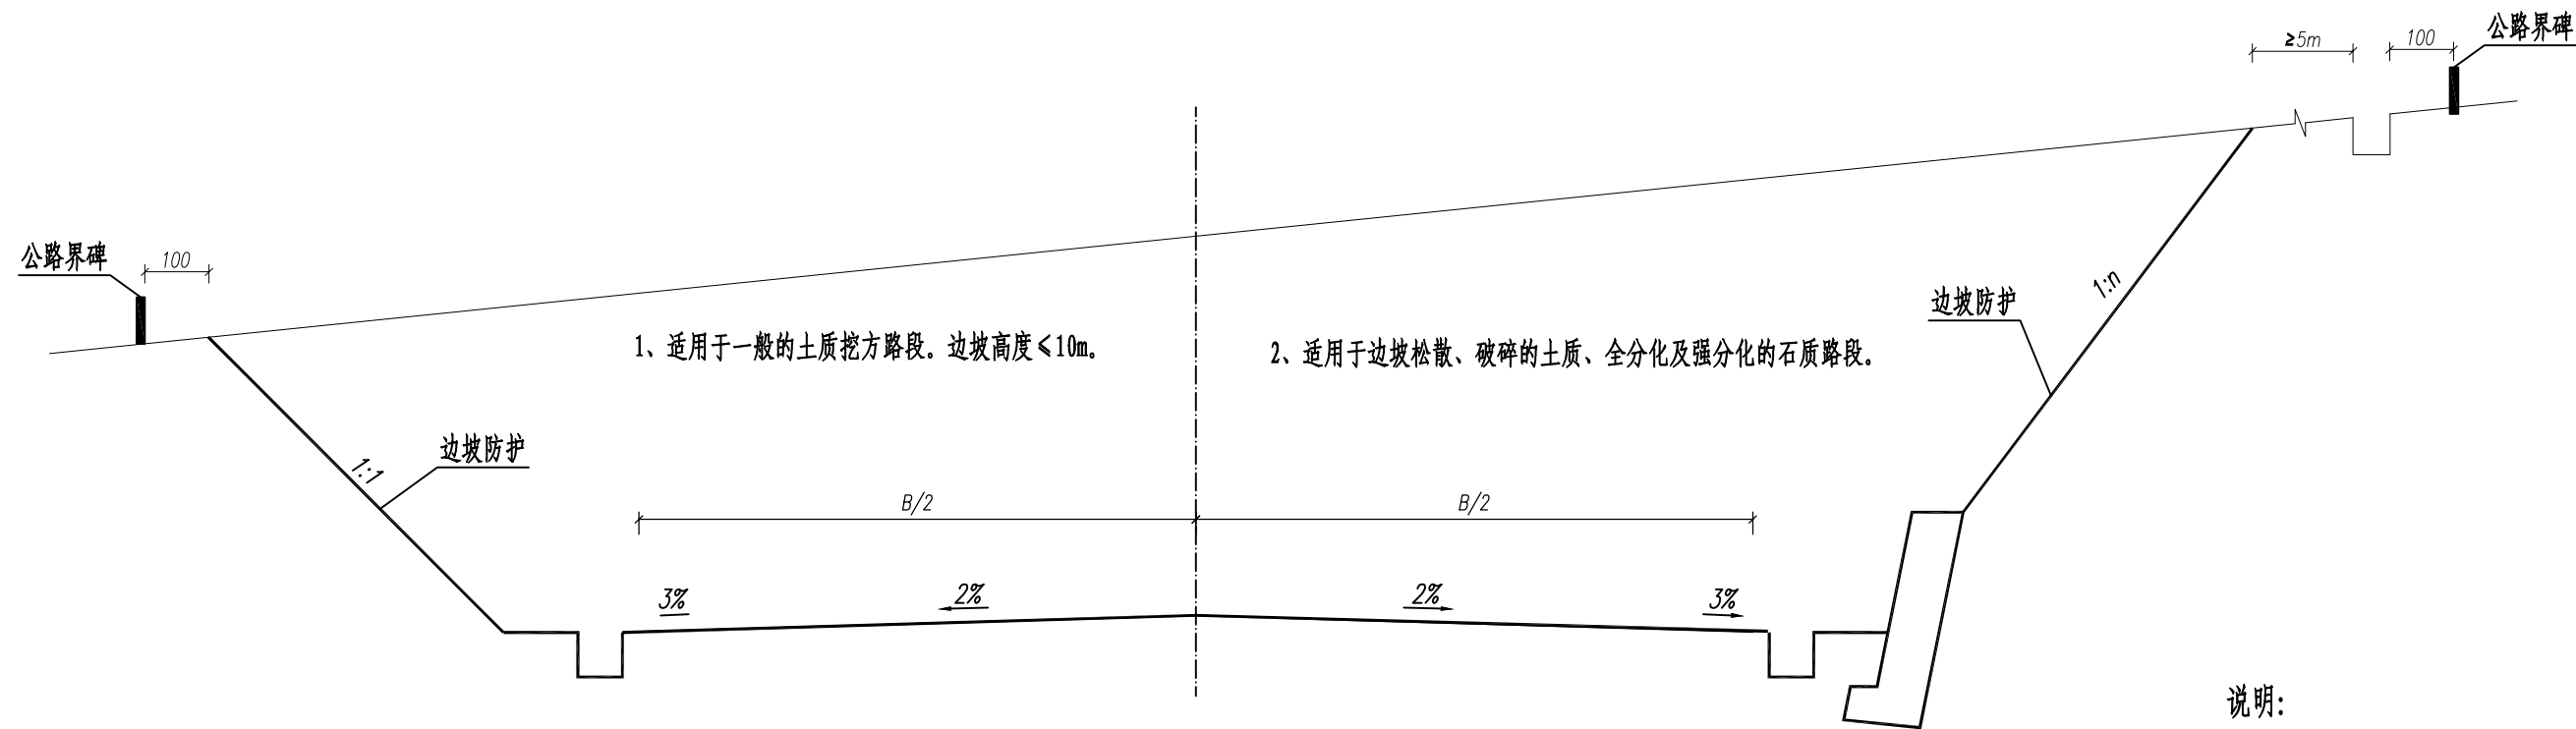 ≥5m
100
公路界碑
公路界碑
100
1:n
边坡防护
1、适用于一般的土质挖方路段。边坡高度≤10m。
2、适用于边坡松散、破碎的土质、全分化及强分化的石质路段。
1:1
边坡防护
B/2
B/2
3%
2%
2%
3%
说明: